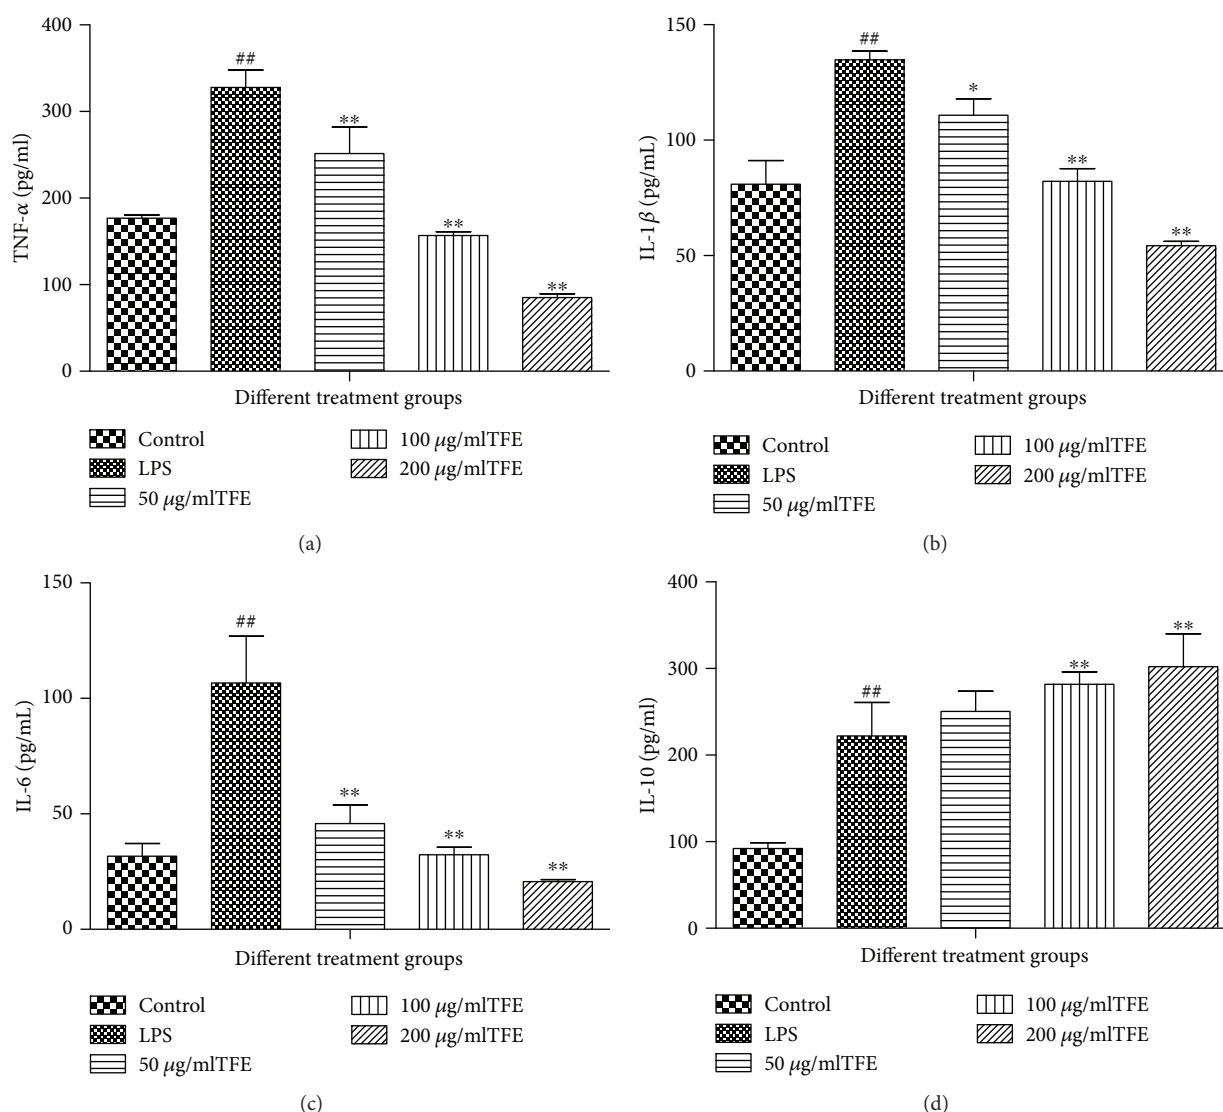 400
300
200
100
0
TNF-α (pg/ml)
##
**
**
**
Different treatment groups
Control
LPS
50 μg/mlTFE
100 μg/mlTFE
200 μg/mlTFE
(a)
150
100
50
0
IL-1β (pg/mL)
##
*
**
**
Different treatment groups
Control
LPS
50 μg/mlTFE
100 μg/mlTFE
200 μg/mlTFE
(b)
150
100
50
0
IL-6 (pg/mL)
##
**
**
**
Different treatment groups
Control
LPS
50 μg/mlTFE
100 μg/mlTFE
200 μg/mlTFE
(c)
400
300
200
100
0
IL-10 (pg/ml)
##
**
**
Different treatment groups
Control
LPS
50 μg/mlTFE
100 μg/mlTFE
200 μg/mlTFE
(d)